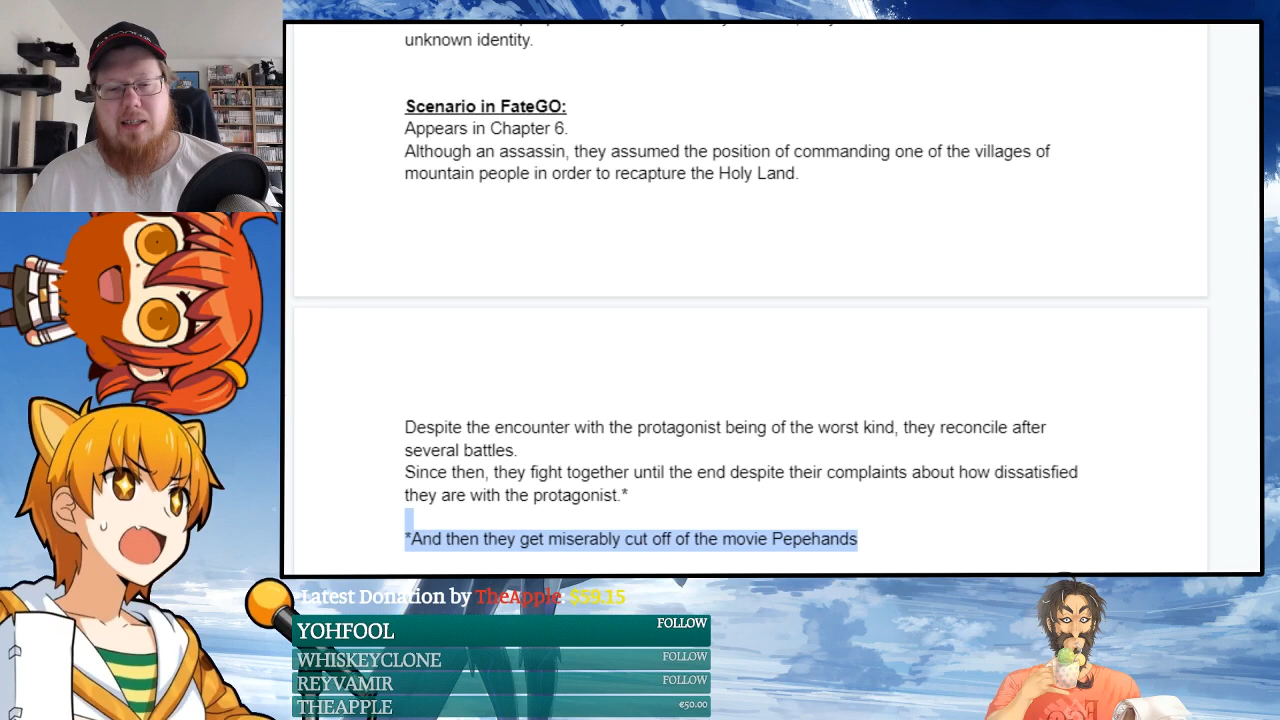 unknown identity.
Scenario in FateGO:
Appears in Chapter 6.
Although an assassin, they assumed the position of commanding one of the villages of
mountain people in order to recapture the Holy Land.
Despite the encounter with the protagonist being of the worst kind, they reconcile after
several battles.
Since then, they fight together until the end despite their complaints about how dissatisfied
they are with the protagonist.*
*And then they get miserably cut off of the movie Pepehands
Latest Donation by TheApple: $59.15
YOHFOOL FOLLOW
WHISKEYCLONE FOLLOW
REYVAMIR FOLLOW
THEAPPLE €50.00